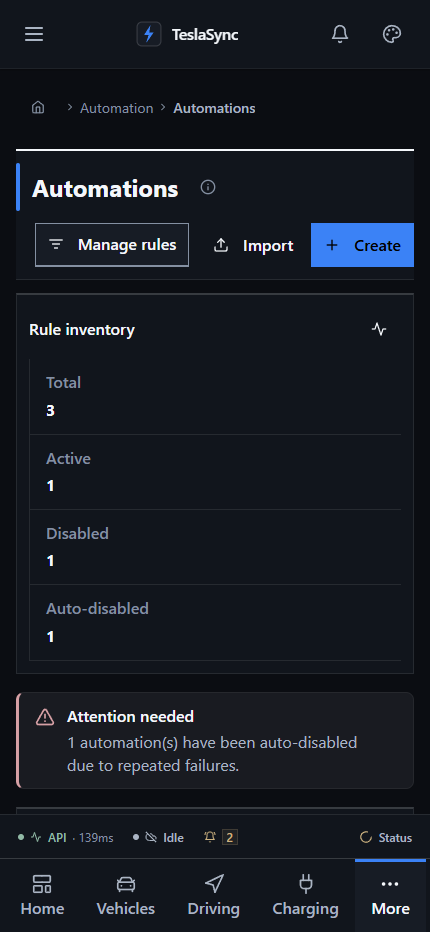 TeslaSync
Automation
Automations
Automations
Manage rules
Import
Create
Rule inventory
Total
3
Active
1
Disabled
1
Auto-disabled
1
Attention needed
1 automation(s) have been auto-disabled
due to repeated failures.
API · 139ms
Idle
2
Status
Home
Vehicles
Driving
Charging
More